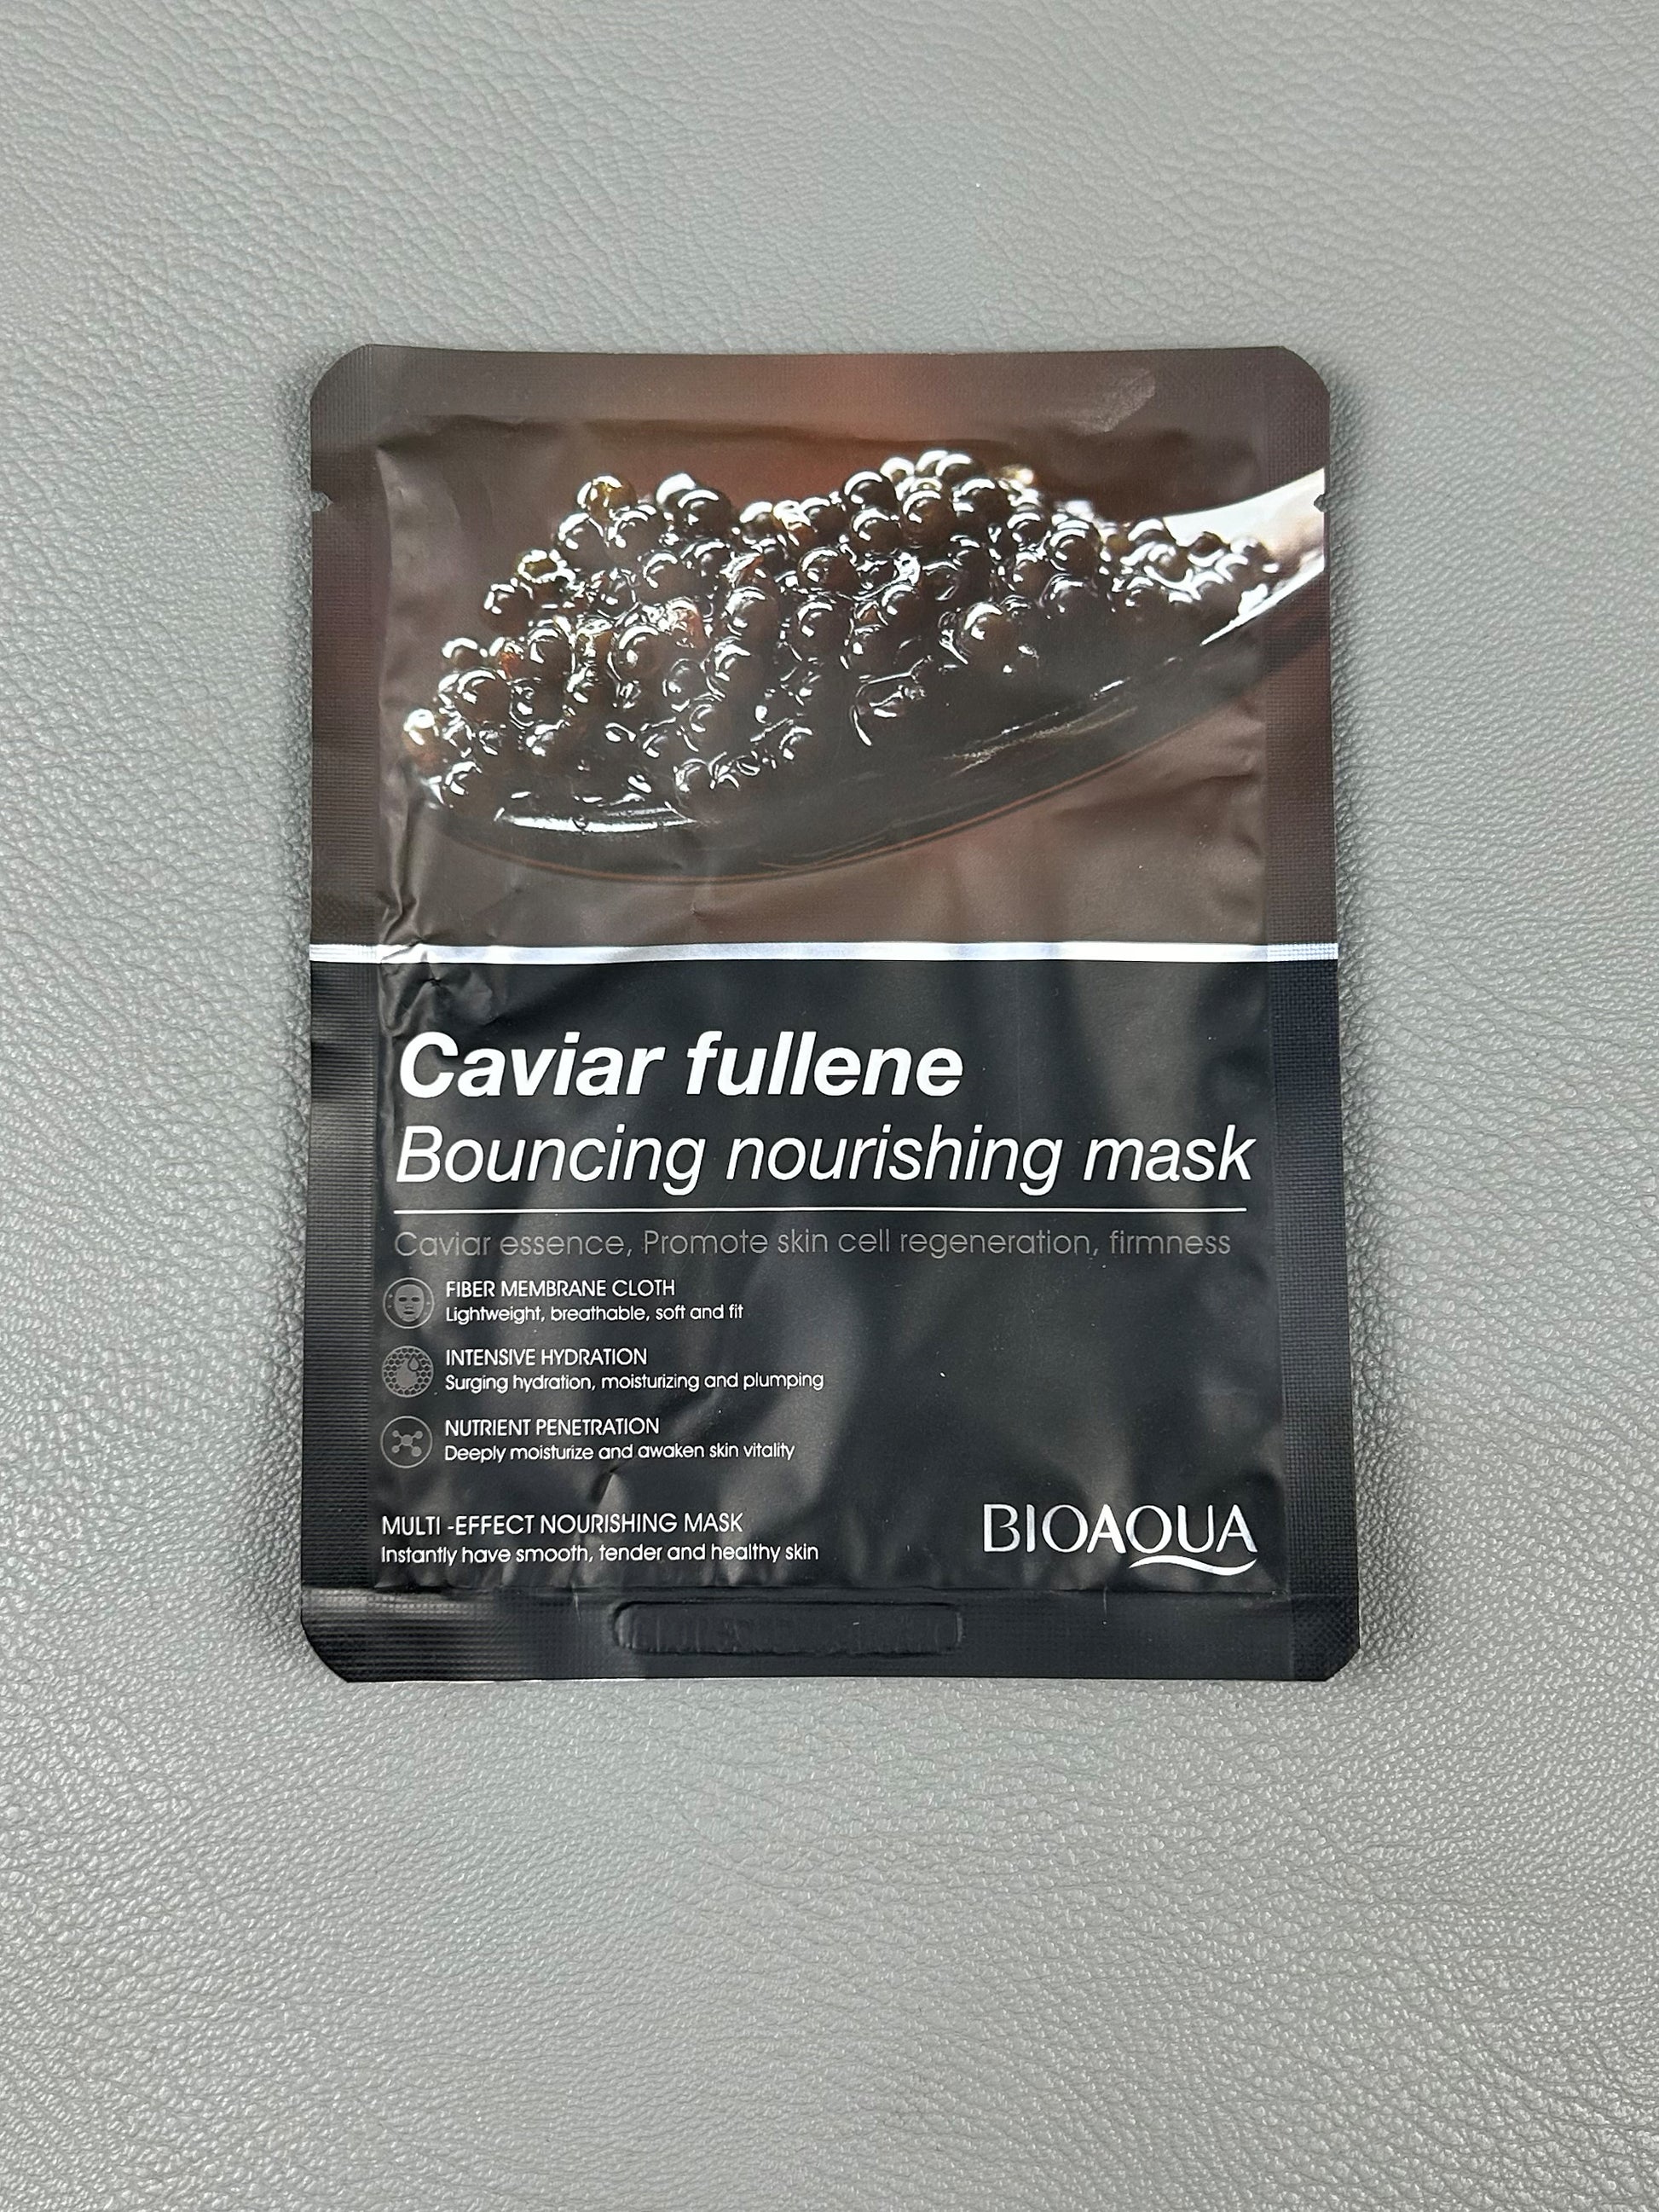 Caviar fullene
Bouncing nourishing mask
Caviar essence, Promote skin cell regeneration, firmness
FIBER MEMBRANE CLOTH
Lightweight, breathable, soft and fit
INTENSIVE HYDRATION
Surging hydration, moisturizing and plumping
NUTRIENT PENETRATION
Deeply moisturize and awaken skin vitality
MULTI -EFFECT NOURISHING MASK
Instantly have smooth, tender and healthy skin
BIOAQUA